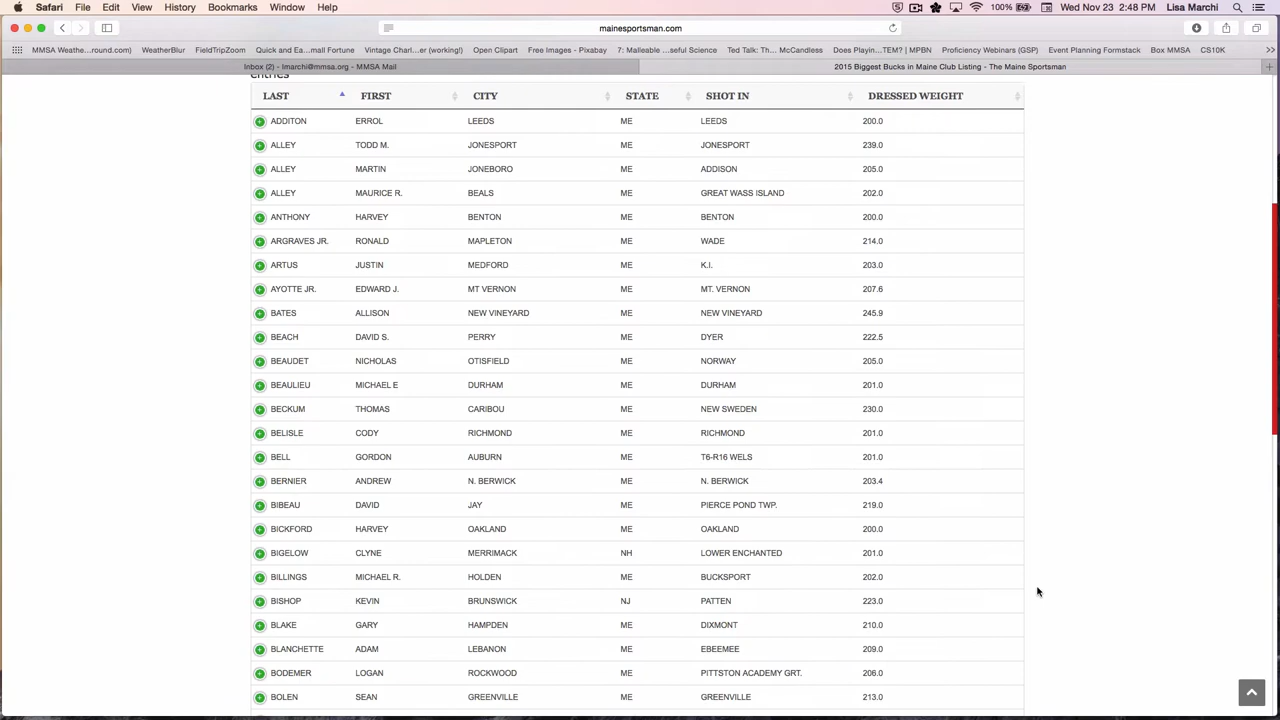 Safari File Edit View History Bookmarks Window Help 100% Wed Nov 23 2:48 PM Lisa Marchi
mainesportsman.com
MMSA Weathe...round.com) WeatherBlur FieldTripZoom Quick and Ea...mall Fortune Vintage Charl...er (working!) Open Clipart Free Images - Pixabay 7: Malleable ...seful Science Ted Talk: Th... McCandless Does Playin...TEM? | MPBN Proficiency Webinars (GSP) Event Planning Formstack Box MMSA CS10K >>
Inbox (2) - lmarchi@mmsa.org - MMSA Mail 2015 Biggest Bucks in Maine Club Listing - The Maine Sportsman +
entries
LAST FIRST CITY STATE SHOT IN DRESSED WEIGHT
ADDITON ERROL LEEDS ME LEEDS 200.0
ALLEY TODD M. JONESPORT ME JONESPORT 239.0
ALLEY MARTIN JONEBORO ME ADDISON 205.0
ALLEY MAURICE R. BEALS ME GREAT WASS ISLAND 202.0
ANTHONY HARVEY BENTON ME BENTON 200.0
ARGRAVES JR. RONALD MAPLETON ME WADE 214.0
ARTUS JUSTIN MEDFORD ME K.I. 203.0
AYOTTE JR. EDWARD J. MT VERNON ME MT. VERNON 207.6
BATES ALLISON NEW VINEYARD ME NEW VINEYARD 245.9
BEACH DAVID S. PERRY ME DYER 222.5
BEAUDET NICHOLAS OTISFIELD ME NORWAY 205.0
BEAULIEU MICHAEL E DURHAM ME DURHAM 201.0
BECKUM THOMAS CARIBOU ME NEW SWEDEN 230.0
BELISLE CODY RICHMOND ME RICHMOND 201.0
BELL GORDON AUBURN ME T6-R16 WELS 201.0
BERNIER ANDREW N. BERWICK ME N. BERWICK 203.4
BIBEAU DAVID JAY ME PIERCE POND TWP. 219.0
BICKFORD HARVEY OAKLAND ME OAKLAND 200.0
BIGELOW CLYNE MERRIMACK NH LOWER ENCHANTED 201.0
BILLINGS MICHAEL R. HOLDEN ME BUCKSPORT 202.0
BISHOP KEVIN BRUNSWICK NJ PATTEN 223.0
BLAKE GARY HAMPDEN ME DIXMONT 210.0
BLANCHETTE ADAM LEBANON ME EBEEMEE 209.0
BODEMER LOGAN ROCKWOOD ME PITTSTON ACADEMY GRT. 206.0
BOLEN SEAN GREENVILLE ME GREENVILLE 213.0